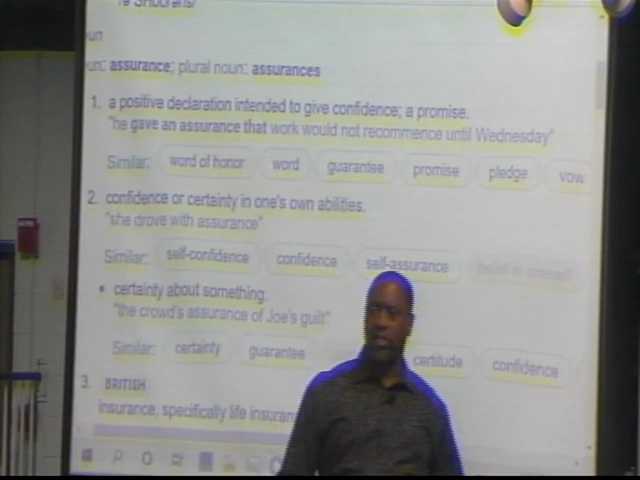 un: assurance; plural noun: assurances
1. a positive declaration intended to give confidence; a promise.
"he gave an assurance that work would not recommence until Wednesday"
Similar: word of honor word guarantee promise pledge vow
2. confidence or certainty in one's own abilities.
"she drove with assurance"
Similar: self-confidence confidence self-assurance
• certainty about something.
"the crowd's assurance of Joe's guilt"
Similar: certainty guarantee certitude confidence
3. BRITISH
insurance, specifically life insuran